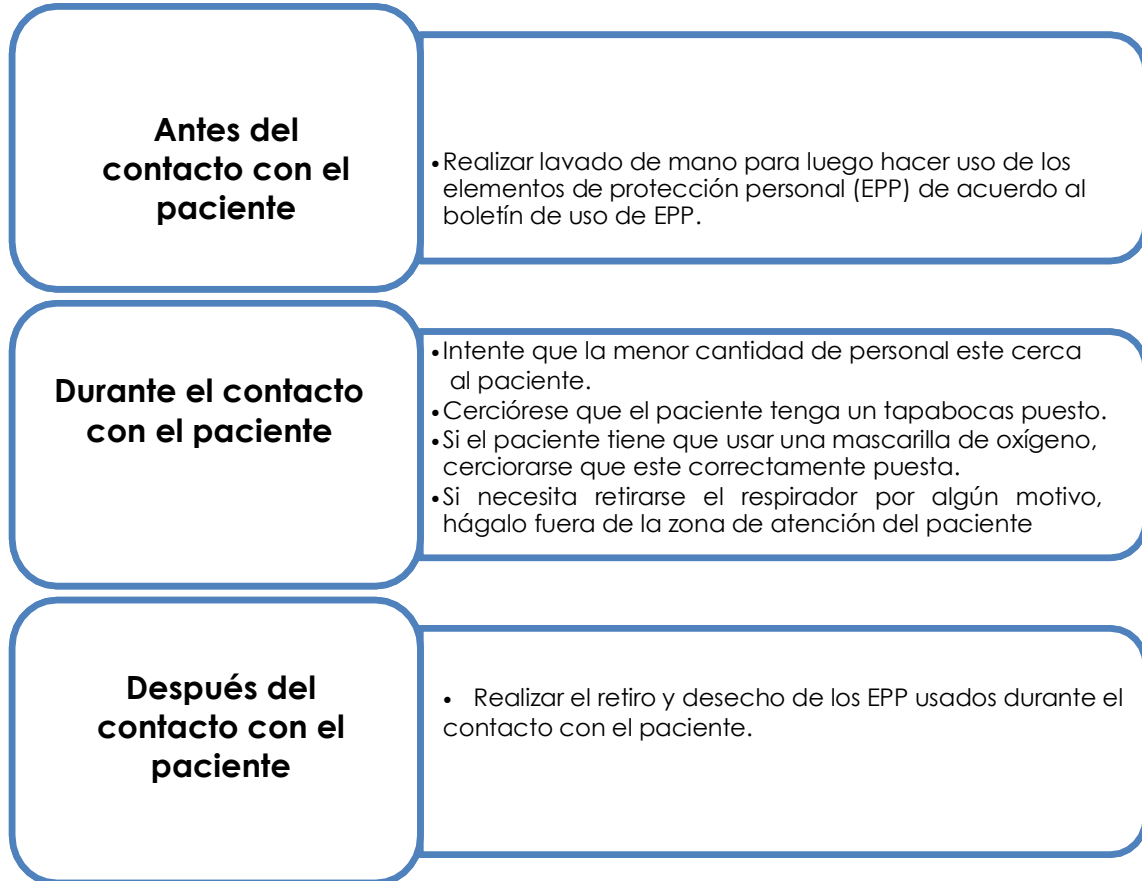 Antes del
contacto con el
paciente
•Realizar lavado de mano para luego hacer uso de los
elementos de protección personal (EPP) de acuerdo al
boletín de uso de EPP.
Durante el contacto
con el paciente
•Intente que la menor cantidad de personal este cerca
al paciente.
•Cerciórese que el paciente tenga un tapabocas puesto.
•Si el paciente tiene que usar una mascarilla de oxígeno,
cerciorarse que este correctamente puesta.
•Si necesita retirarse el respirador por algún motivo,
hágalo fuera de la zona de atención del paciente
Después del
contacto con el
paciente
• Realizar el retiro y desecho de los EPP usados durante el
contacto con el paciente.